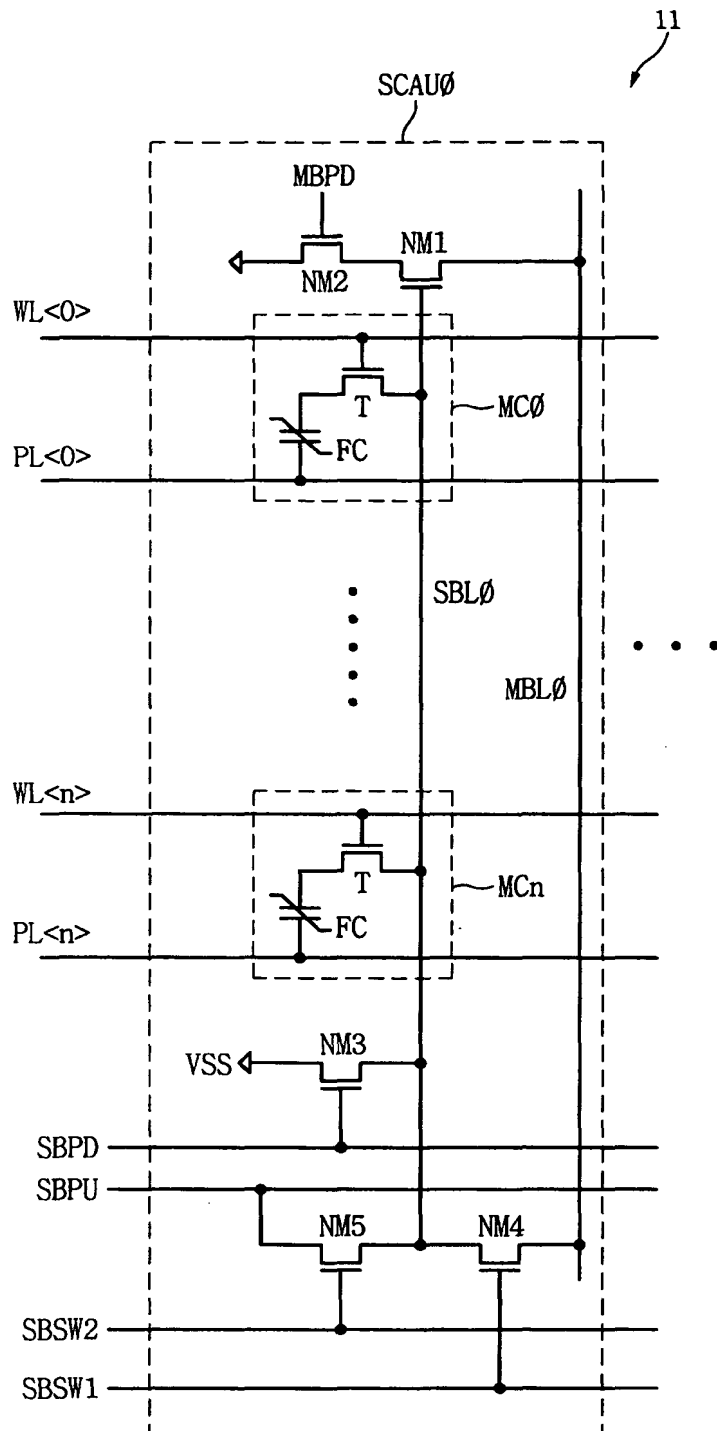 11
SCAUØ
MBPD
NM1
NM2
WL<0>
T
MCØ
FC
PL<0>
SBLØ
MBLØ
WL<n>
T
MCn
FC
PL<n>
NM3
VSS
SBPD
SBPU
NM5
NM4
SBSW2
SBSW1